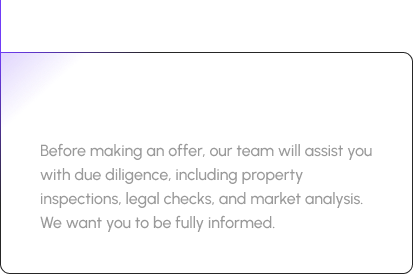 Before making an offer, our team will assist you
with due diligence, including property
inspections, legal checks, and market analysis.
We want you to be fully informed.